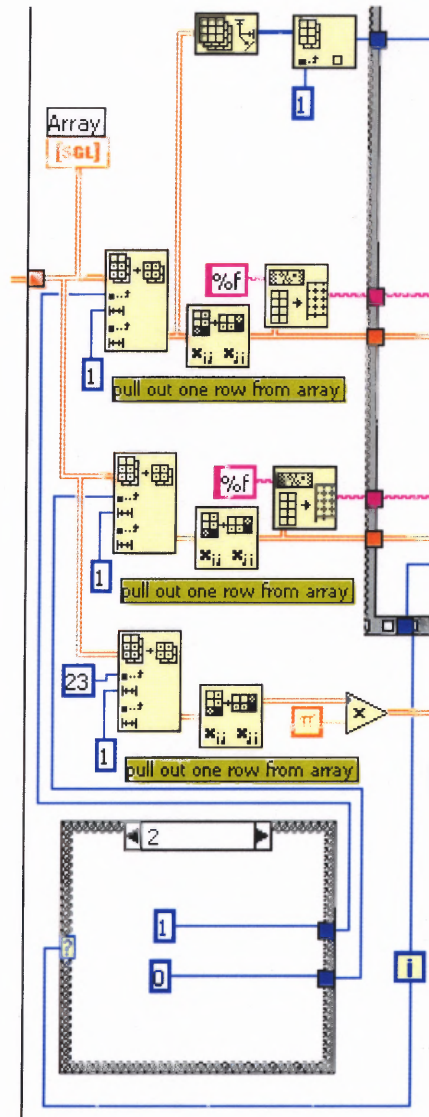 1
Array
[SGL]
%f
1
pull out one row from array
%f
1
pull out one row from array
23
π
x
1
pull out one row from array
2
1
?
0
i